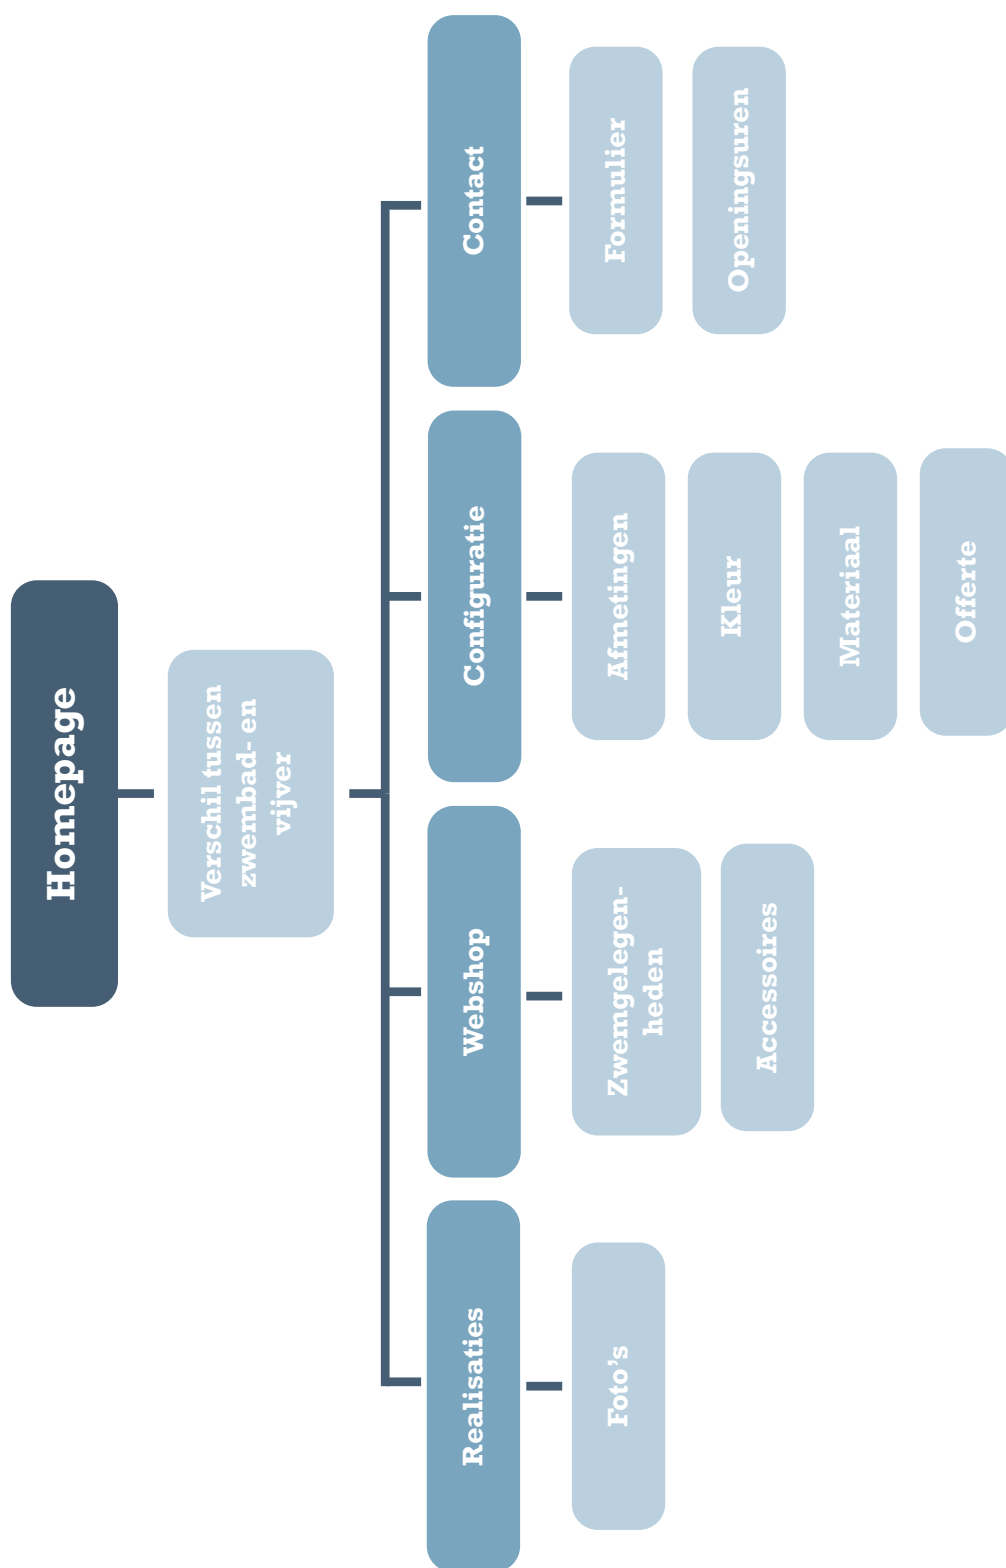 Homepage
Verschil tussen
zwembad- en
vijver
Realisaties
Foto's
Webshop
Zwemgelegen-
heden
Accessoires
Configuratie
Afmetingen
Kleur
Materiaal
Offerte
Contact
Formulier
Openingsuren